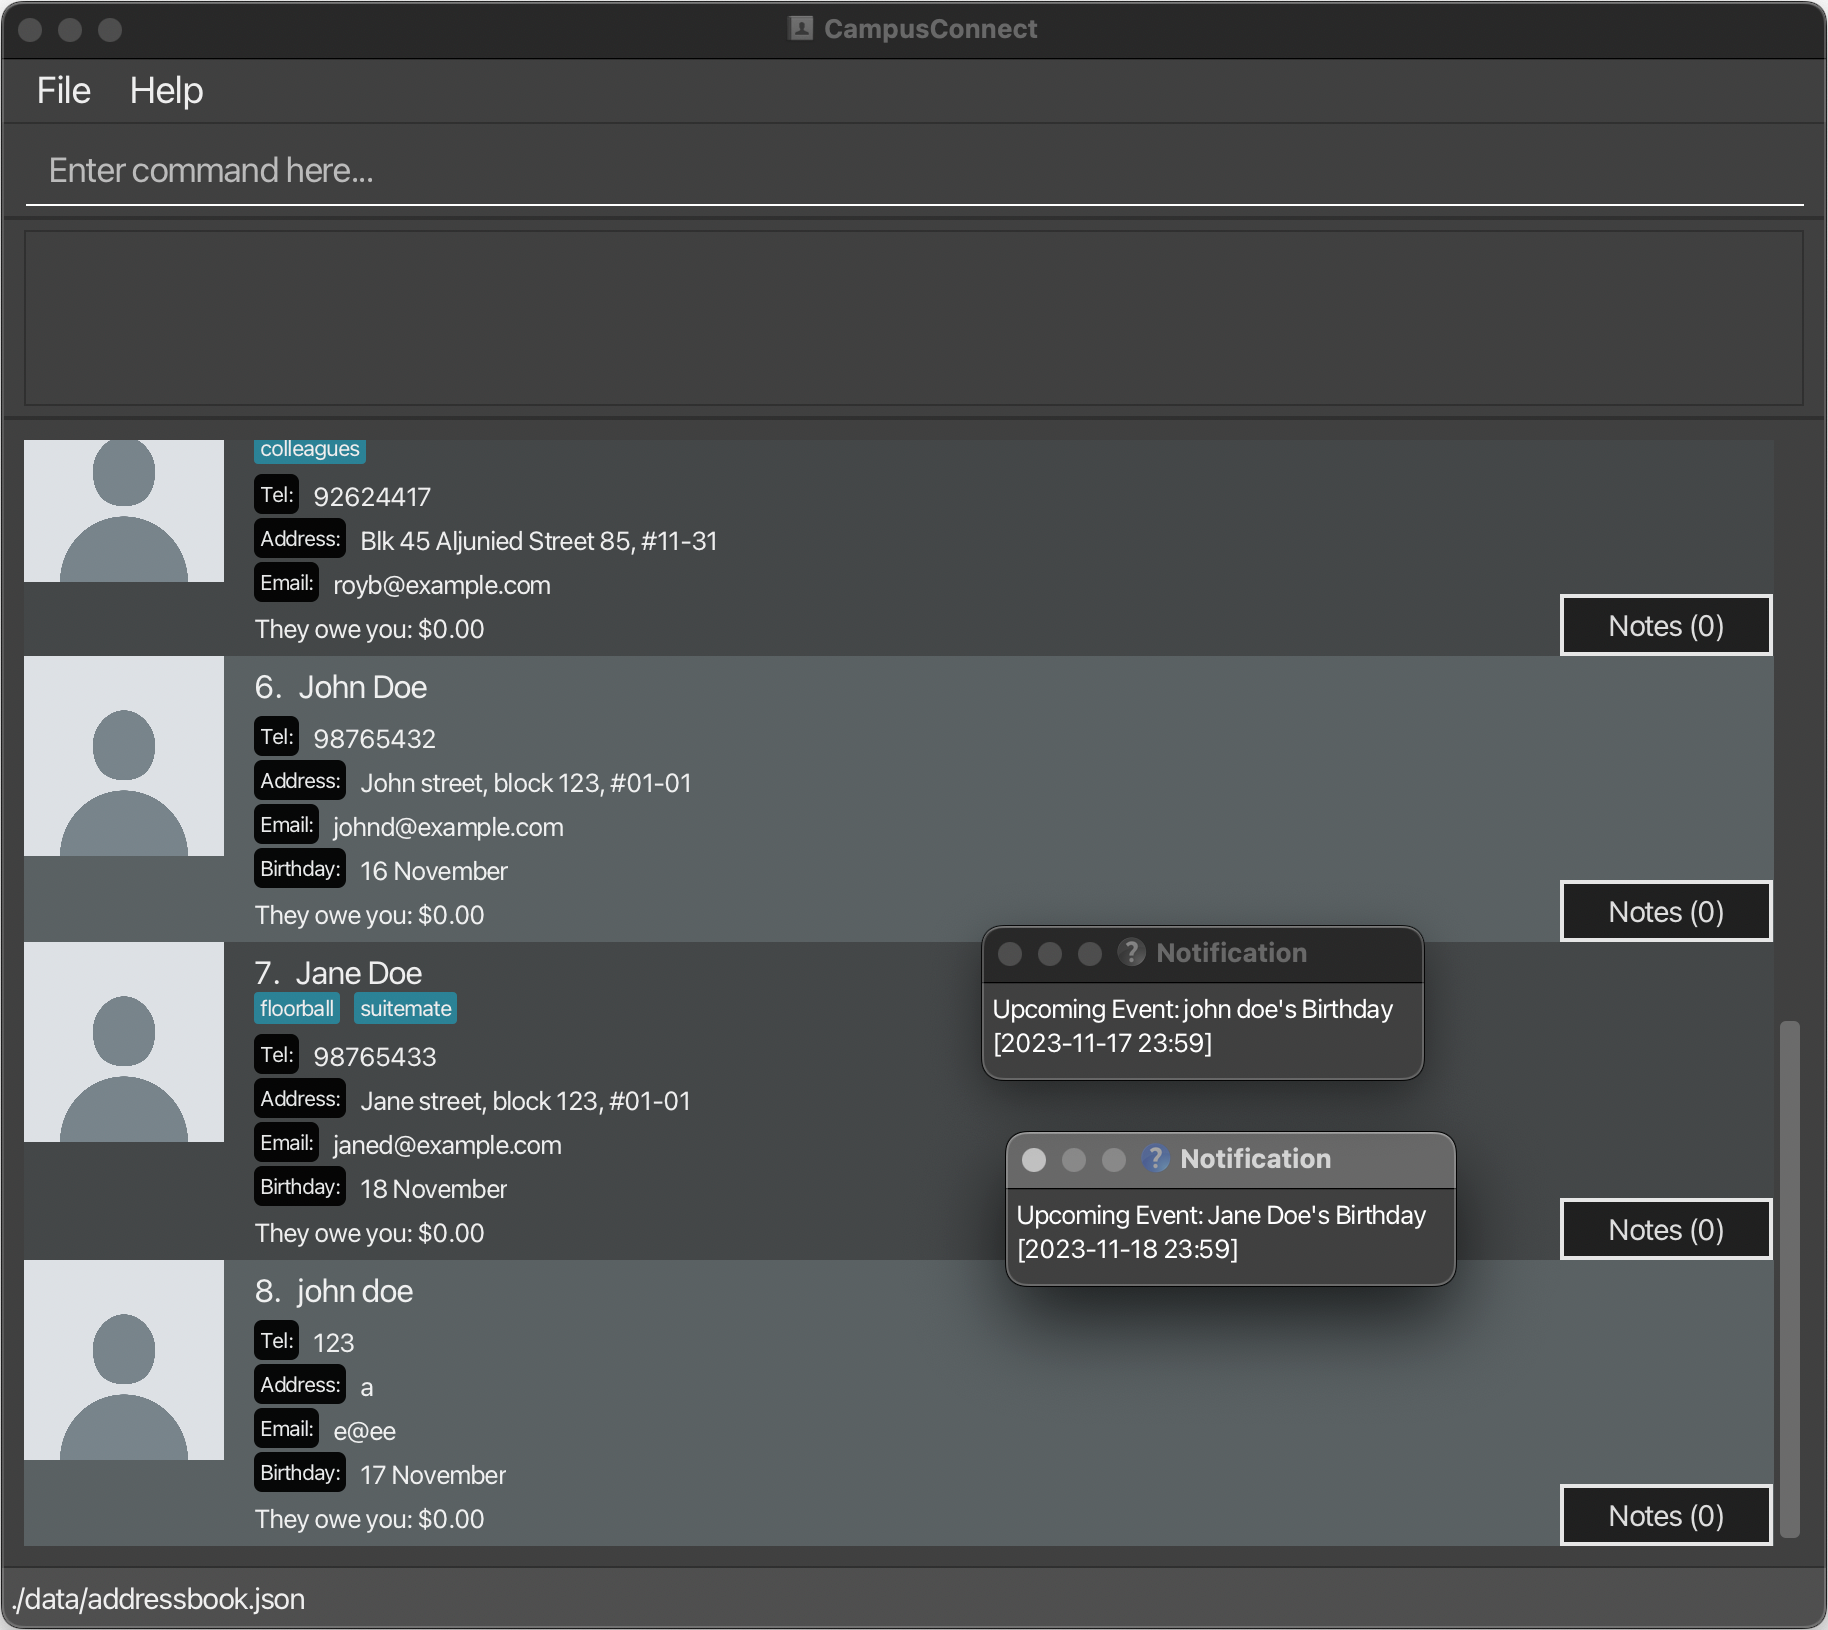 CampusConnect
File Help
Enter command here...
colleagues
Tel: 92624417
Address: Blk 45 Aljunied Street 85, #11-31
Email: royb@example.com
They owe you: $0.00
Notes (0)
6. John Doe
Tel: 98765432
Address: John street, block 123, #01-01
Email: johnd@example.com
Birthday: 16 November
They owe you: $0.00
Notes (0)
7. Jane Doe
floorball suitemate
Tel: 98765433
Address: Jane street, block 123, #01-01
Email: janed@example.com
Birthday: 18 November
They owe you: $0.00
Notes (0)
8. john doe
Tel: 123
Address: a
Email: e@ee
Birthday: 17 November
They owe you: $0.00
Notes (0)
? Notification
Upcoming Event: john doe's Birthday
[2023-11-17 23:59]
? Notification
Upcoming Event: Jane Doe's Birthday
[2023-11-18 23:59]
./data/addressbook.json